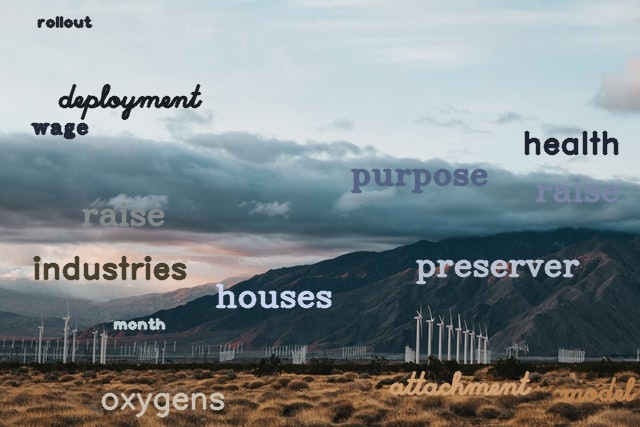 rollout
deployment
wage
health
purpose
raise
raise
industries
preserver
houses
month
attachment
model
oxygens